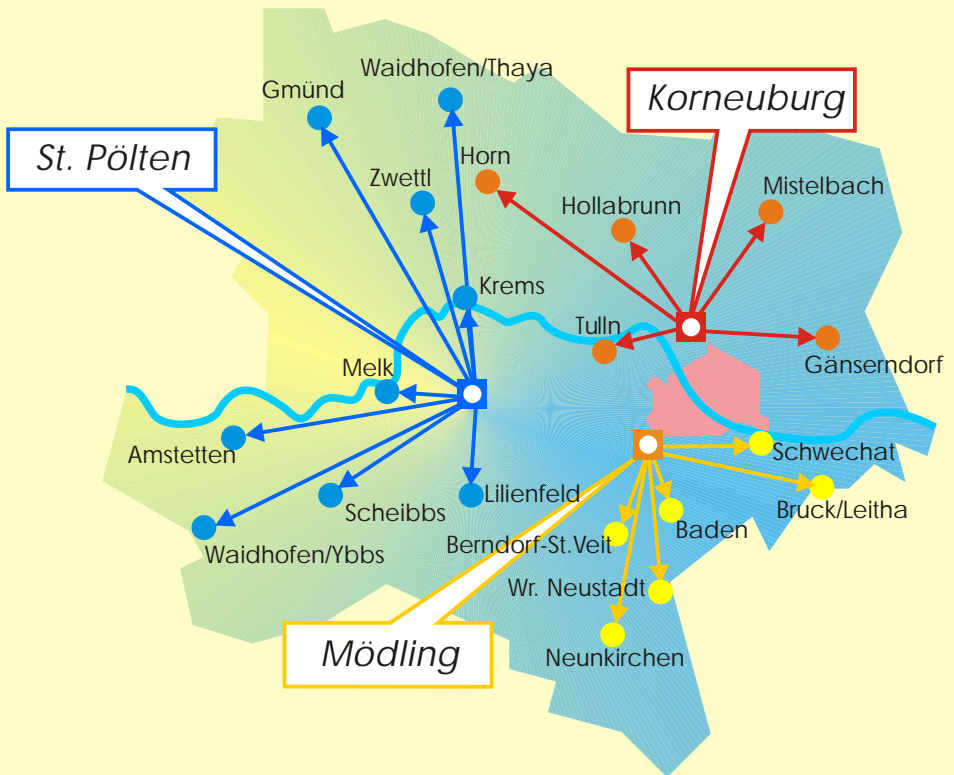 Waidhofen/Thaya
Gmünd
Korneuburg
St. Pölten
Horn
Zwettl
Mistelbach
Hollabrunn
Krems
Tulln
Melk
Gänserndorf
Amstetten
Schwechat
Lilienfeld
Scheibbs
Bruck/Leitha
Baden
Berndorf-St.Veit
Waidhofen/Ybbs
Wr. Neustadt
Mödling
Neunkirchen